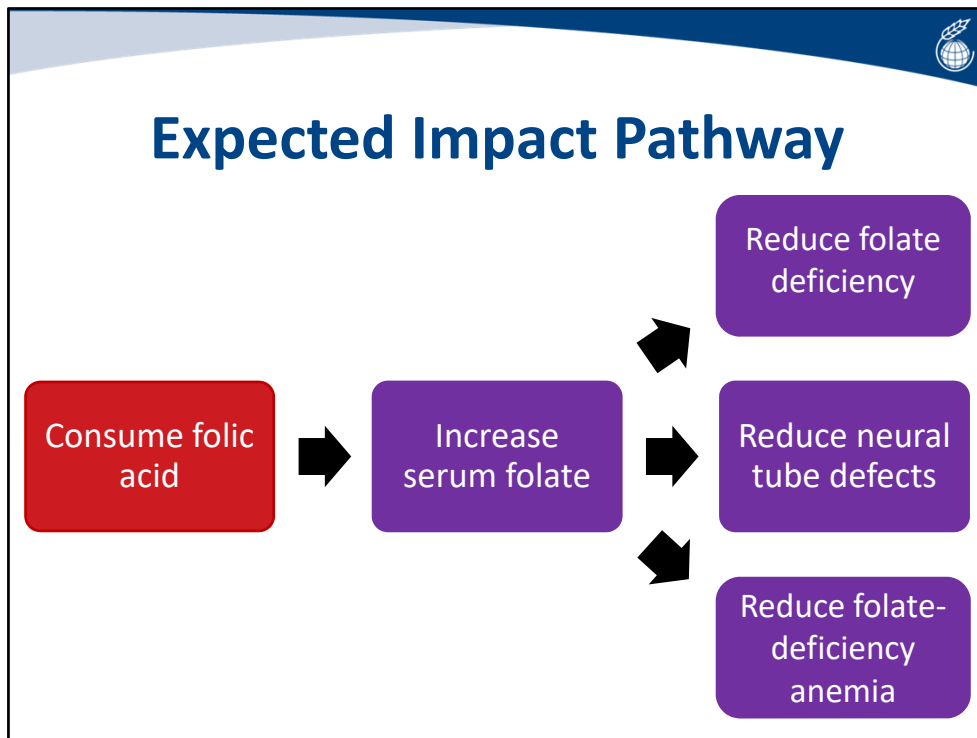 Expected Impact Pathway
Consume folic
acid
Increase
serum folate
Reduce folate
deficiency
Reduce neural
tube defects
Reduce folate-
deficiency
anemia